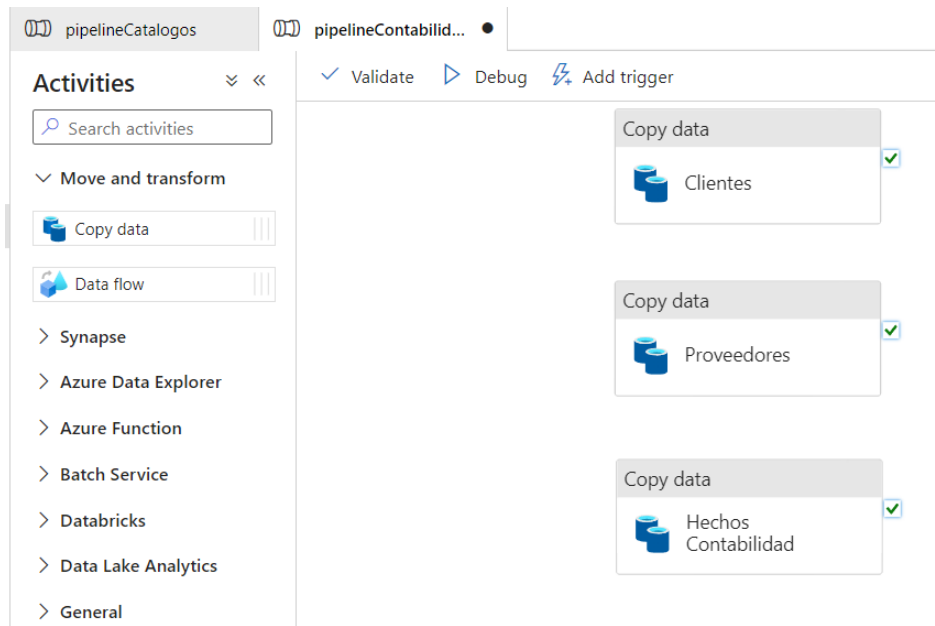 pipelineCatalogos
pipelineContabilid...
Activities
Validate
Debug
Add trigger
Search activities
Move and transform
Copy data
Data flow
Synapse
Azure Data Explorer
Azure Function
Batch Service
Databricks
Data Lake Analytics
General
Copy data
Clientes
Copy data
Proveedores
Copy data
Hechos
Contabilidad